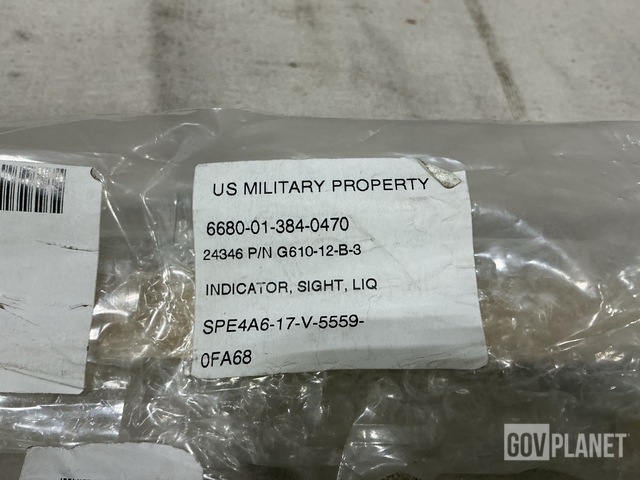 US MILITARY PROPERTY
6680-01-384-0470
24346 P/N G610-12-B-3
INDICATOR, SIGHT, LIQ
SPE4A6-17-V-5559-
0FA68
GOVPLANET